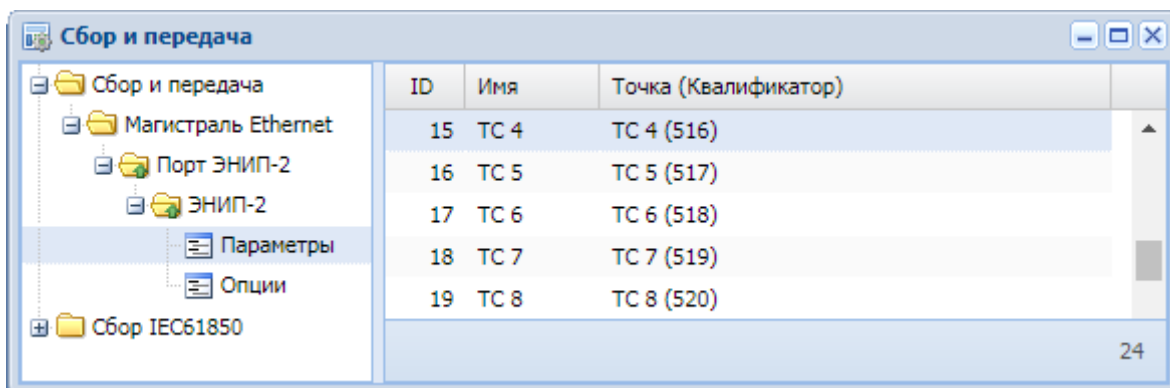 Сбор и передача
Сбор и передача
Магистраль Ethernet
Порт ЭНИП-2
ЭНИП-2
Параметры
Опции
Сбор IEC61850
ID Имя Точка (Квалификатор)
15 ТС 4 ТС 4 (516)
16 ТС 5 ТС 5 (517)
17 ТС 6 ТС 6 (518)
18 ТС 7 ТС 7 (519)
19 ТС 8 ТС 8 (520)
24